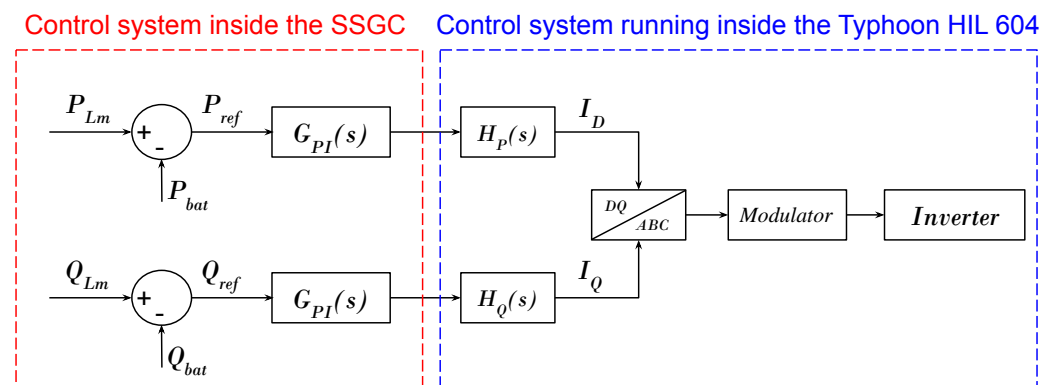 Control system inside the SSGC
Control system running inside the Typhoon HIL 604
P_Lm
+
-
P_ref
P_bat
G_PI(s)
H_P(s)
I_D
DQ
ABC
Modulator
Inverter
Q_Lm
+
-
Q_ref
Q_bat
G_PI(s)
H_Q(s)
I_Q